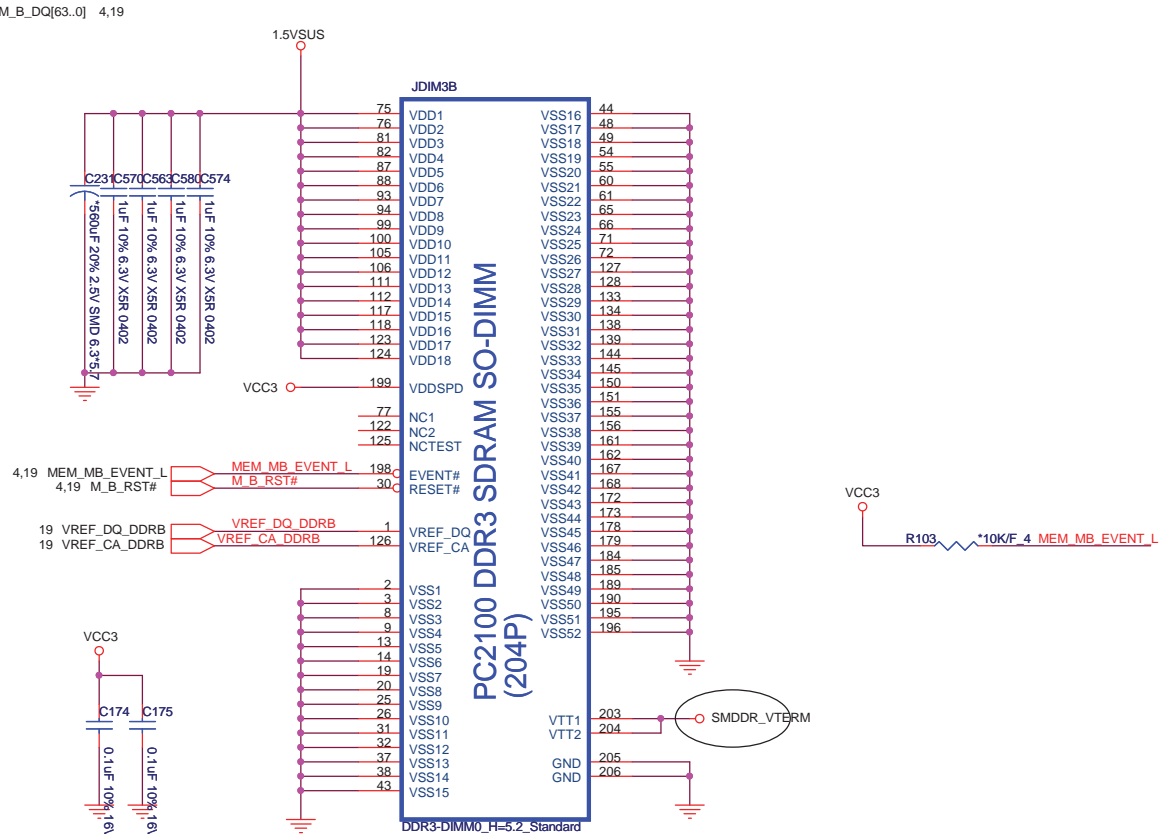 M_B_DQ[63..0] 4,19
1.5VSUS
JDIM3B
75 VDD1
76 VDD2
81 VDD3
82 VDD4
87 VDD5
88 VDD6
93 VDD7
94 VDD8
99 VDD9
100 VDD10
105 VDD11
106 VDD12
111 VDD13
112 VDD14
117 VDD15
118 VDD16
123 VDD17
124 VDD18
VCC3 199 VDDSPD
77 NC1
122 NC2
125 NCTEST
4,19 MEM_MB_EVENT_L MEM_MB_EVENT_L 198 EVENT#
4,19 M_B_RST# M_B_RST# 30 RESET#
19 VREF_DQ_DDRB VREF_DQ_DDRB 1 VREF_DQ
19 VREF_CA_DDRB VREF_CA_DDRB 126 VREF_CA
2 VSS1
3 VSS2
8 VSS3
9 VSS4
13 VSS5
14 VSS6
19 VSS7
20 VSS8
25 VSS9
26 VSS10
31 VSS11
32 VSS12
37 VSS13
38 VSS14
43 VSS15
C231 C570 C563 C580 C574
*560uF 20% 2.5V SMD 6.3*5.7
1uF 10% 6.3V X5R 0402
1uF 10% 6.3V X5R 0402
1uF 10% 6.3V X5R 0402
1uF 10% 6.3V X5R 0402
VCC3
C174 C175
0.1uF 10% 16V
0.1uF 10% 16V
PC2100 DDR3 SDRAM SO-DIMM
(204P)
VSS16 44
VSS17 48
VSS18 49
VSS19 54
VSS20 55
VSS21 60
VSS22 61
VSS23 65
VSS24 66
VSS25 71
VSS26 72
VSS27 127
VSS28 128
VSS29 133
VSS30 134
VSS31 138
VSS32 139
VSS33 144
VSS34 145
VSS35 150
VSS36 151
VSS37 155
VSS38 156
VSS39 161
VSS40 162
VSS41 167
VSS42 168
VSS43 172
VSS44 173
VSS45 178
VSS46 179
VSS47 184
VSS48 185
VSS49 189
VSS50 190
VSS51 195
VSS52 196
VTT1 203 SMDDR_VTERM
VTT2 204
GND 205
GND 206
DDR3-DIMM0_H=5.2_Standard
VCC3
R103 *10K/F_4 MEM_MB_EVENT_L